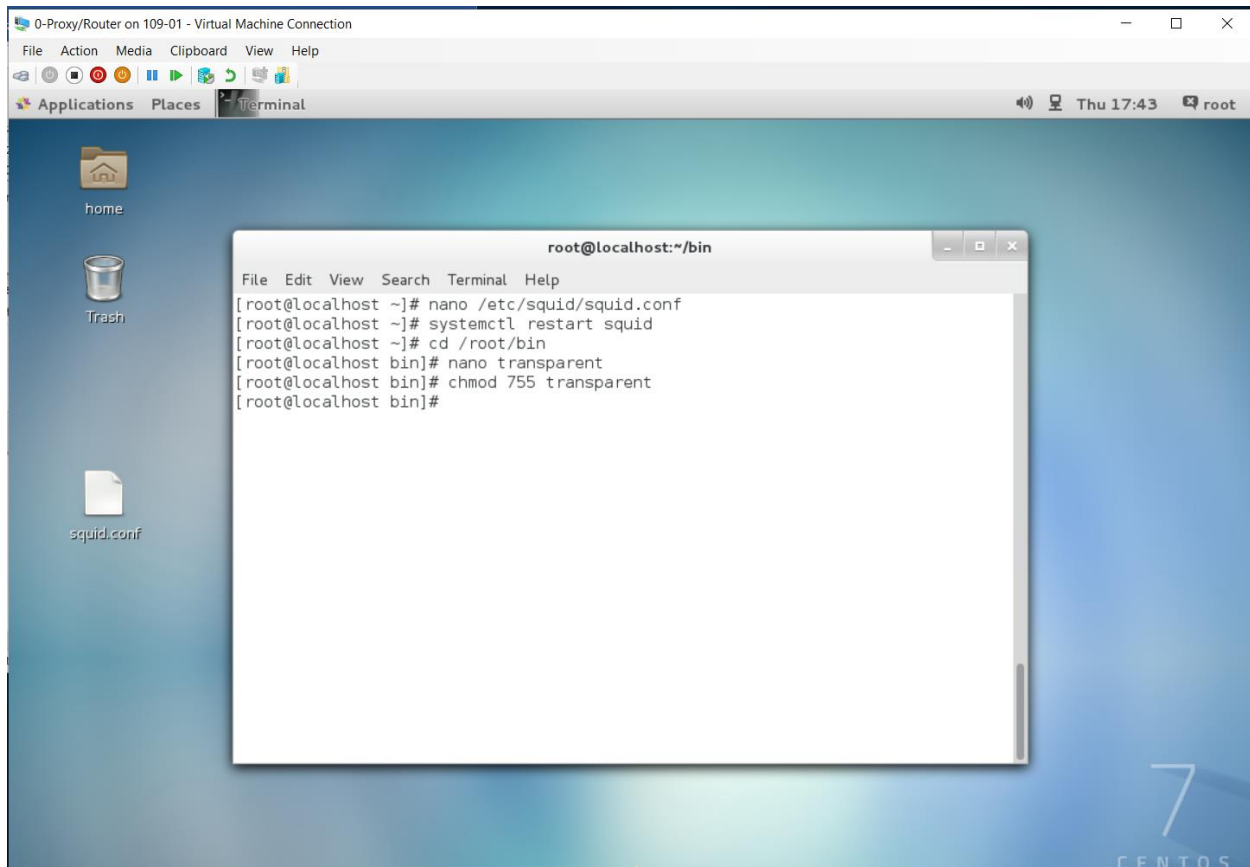 0-Proxy/Router on 109-01 - Virtual Machine Connection
File Action Media Clipboard View Help
Applications Places Terminal Thu 17:43 root
home
Trash
squid.conf
root@localhost:~/bin
File Edit View Search Terminal Help
[root@localhost ~]# nano /etc/squid/squid.conf
[root@localhost ~]# systemctl restart squid
[root@localhost ~]# cd /root/bin
[root@localhost bin]# nano transparent
[root@localhost bin]# chmod 755 transparent
[root@localhost bin]#
7
CENTOS